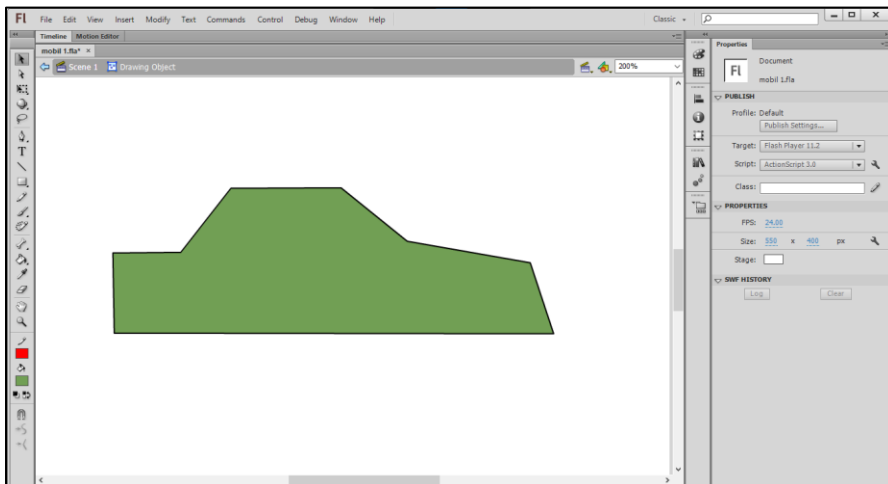 Fl File Edit View Insert Modify Text Commands Control Debug Window Help Classic
Timeline Motion Editor
mobil 1.fla* ×
Scene 1 Drawing Object 200%
T
Properties
Fl
Document
mobil 1.fla
PUBLISH
Profile: Default
Publish Settings...
Target: Flash Player 11.2
Script: ActionScript 3.0
Class:
PROPERTIES
FPS: 24.00
Size: 550 x 400 px
Stage:
SWF HISTORY
Log Clear